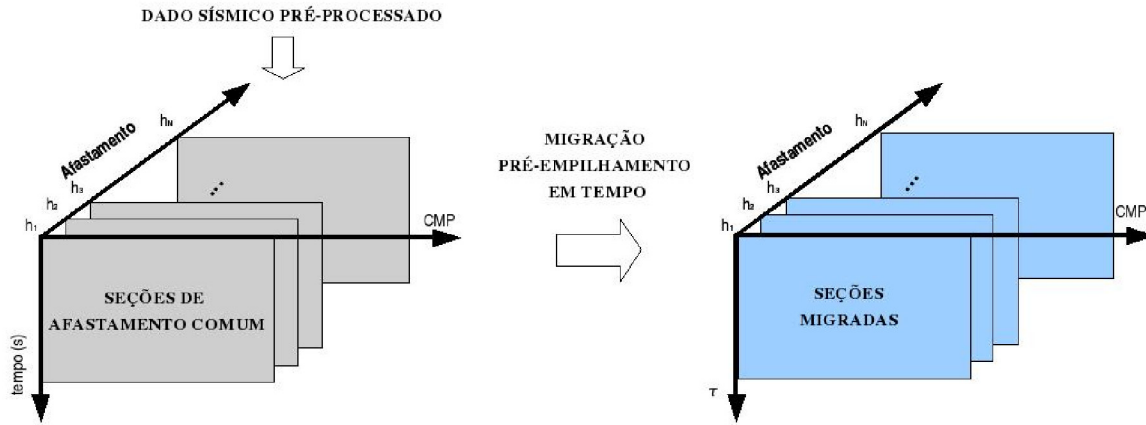 DADO SÍSMICO PRÉ-PROCESSADO
Afastamento
h₁
h₂
h₃
hN
...
CMP
SEÇÕES DE
AFASTAMENTO COMUM
tempo (s)
MIGRAÇÃO
PRÉ-EMPILHAMENTO
EM TEMPO
Afastamento
h₁
h₂
h₃
hN
...
CMP
SEÇÕES
MIGRADAS
τ